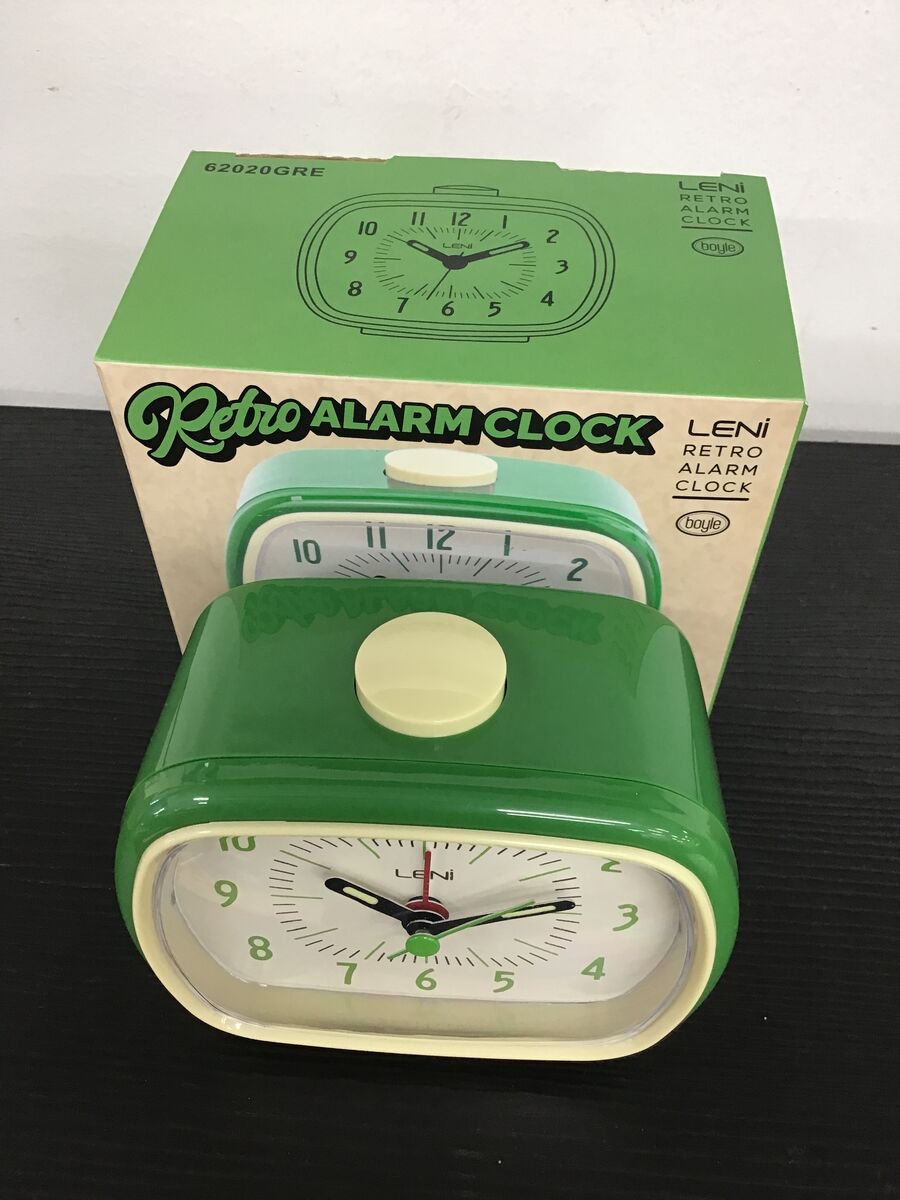 62020GRE
LENi
RETRO
ALARM
CLOCK
boyle
11 12 1
10 2
LENi
9 3
8 4
7 6 5
Retro ALARM CLOCK
LENi
RETRO
ALARM
CLOCK
boyle
11 12 1
10 2
10 2
LENi
9 3
8 4
7 6 5